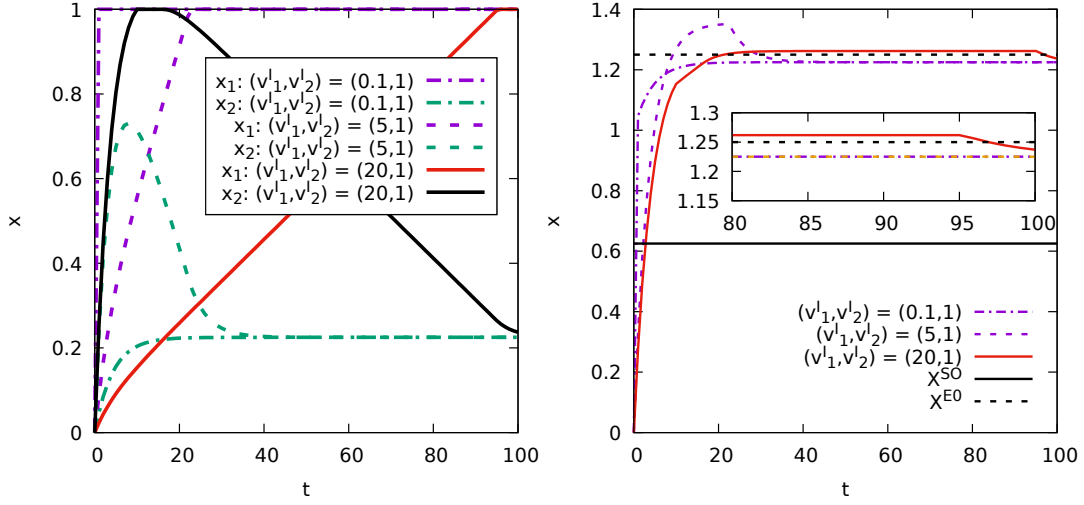 1
0.8
0.6
0.4
0.2
0
x
0
20
40
60
80
100
t
x1: (vl1,vl2) = (0.1,1)
x2: (vl1,vl2) = (0.1,1)
x1: (vl1,vl2) = (5,1)
x2: (vl1,vl2) = (5,1)
x1: (vl1,vl2) = (20,1)
x2: (vl1,vl2) = (20,1)
1.4
1.2
1
0.8
0.6
0.4
0.2
0
x
0
20
40
60
80
100
t
1.3
1.25
1.2
1.15
80
85
90
95
100
(vl1,vl2) = (0.1,1)
(vl1,vl2) = (5,1)
(vl1,vl2) = (20,1)
XSO
XE0